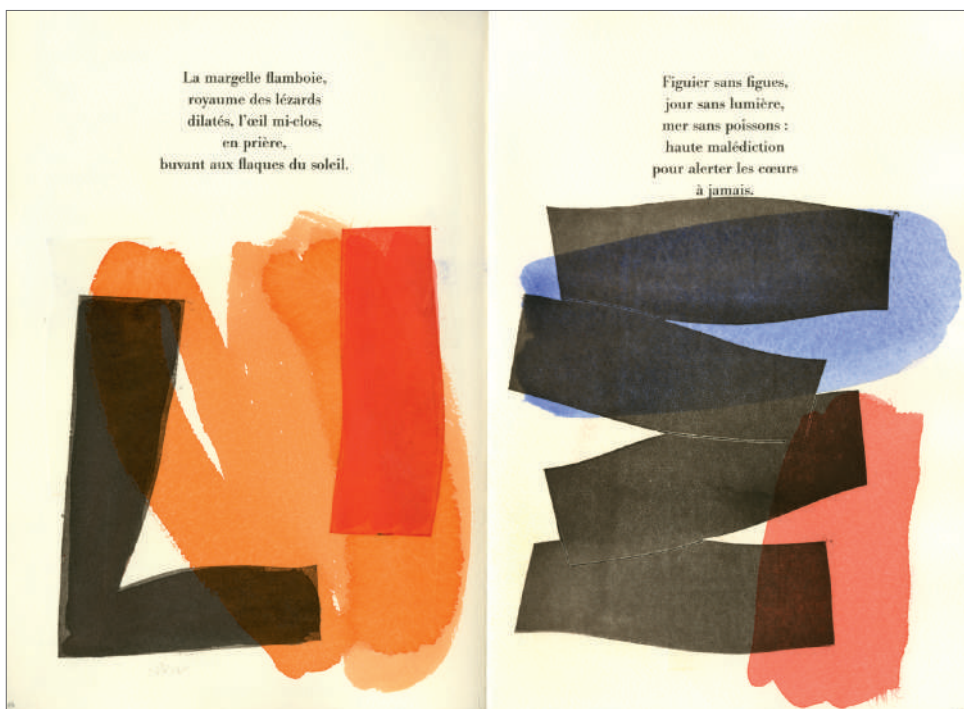 La margelle flamboie,
royaume des lézards
dilatés, l'œil mi-clos,
en prière,
buvant aux flaques du soleil.
Figuier sans figues,
jour sans lumière,
mer sans poissons :
haute malédiction
pour alerter les cœurs
à jamais.